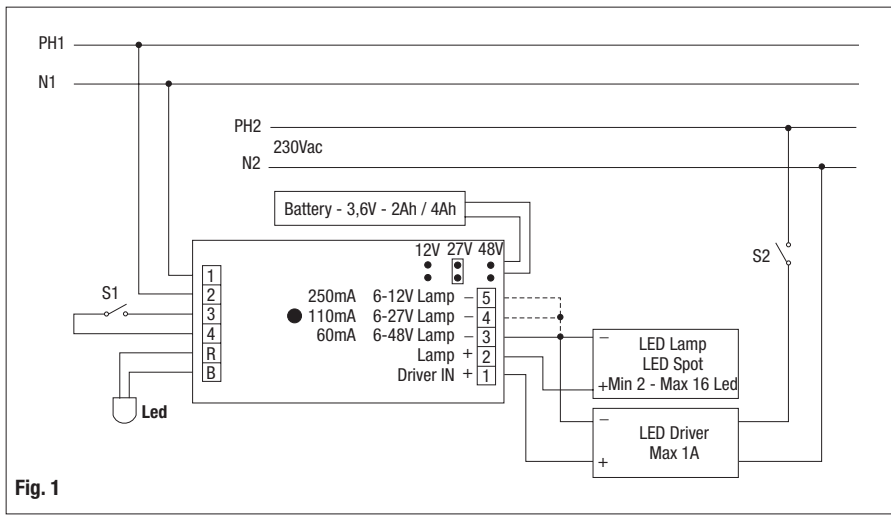 PH1
N1
PH2
230Vac
N2
Battery - 3,6V - 2Ah / 4Ah
12V 27V 48V
S2
S1
1
2
3
4
R
B
250mA 6-12V Lamp – 5
110mA 6-27V Lamp – 4
60mA 6-48V Lamp – 3
Lamp + 2
Driver IN + 1
Led
–
LED Lamp
LED Spot
+Min 2 - Max 16 Led
–
LED Driver
Max 1A
+
Fig. 1